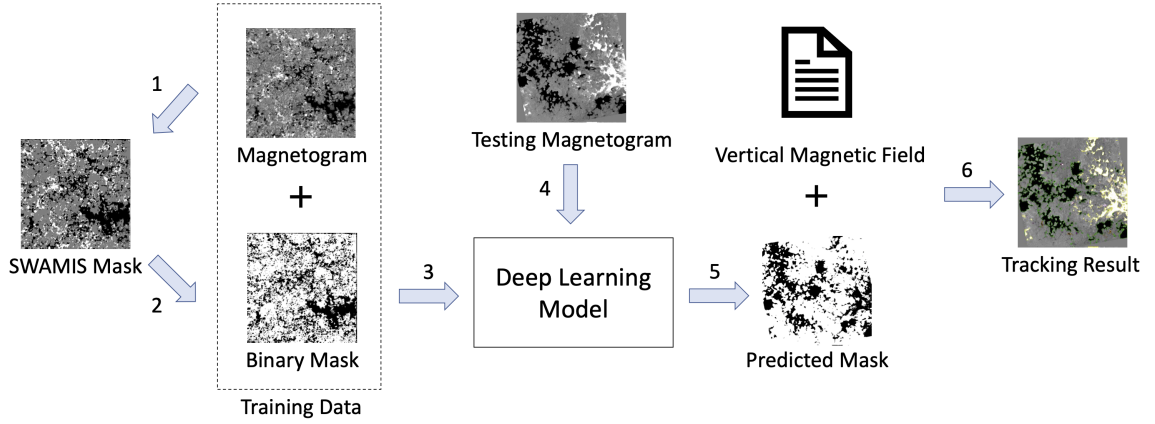 1
Magnetogram
+
SWAMIS Mask
2
Binary Mask
Training Data
3
Testing Magnetogram
4
Deep Learning
Model
5
Vertical Magnetic Field
+
Predicted Mask
6
Tracking Result